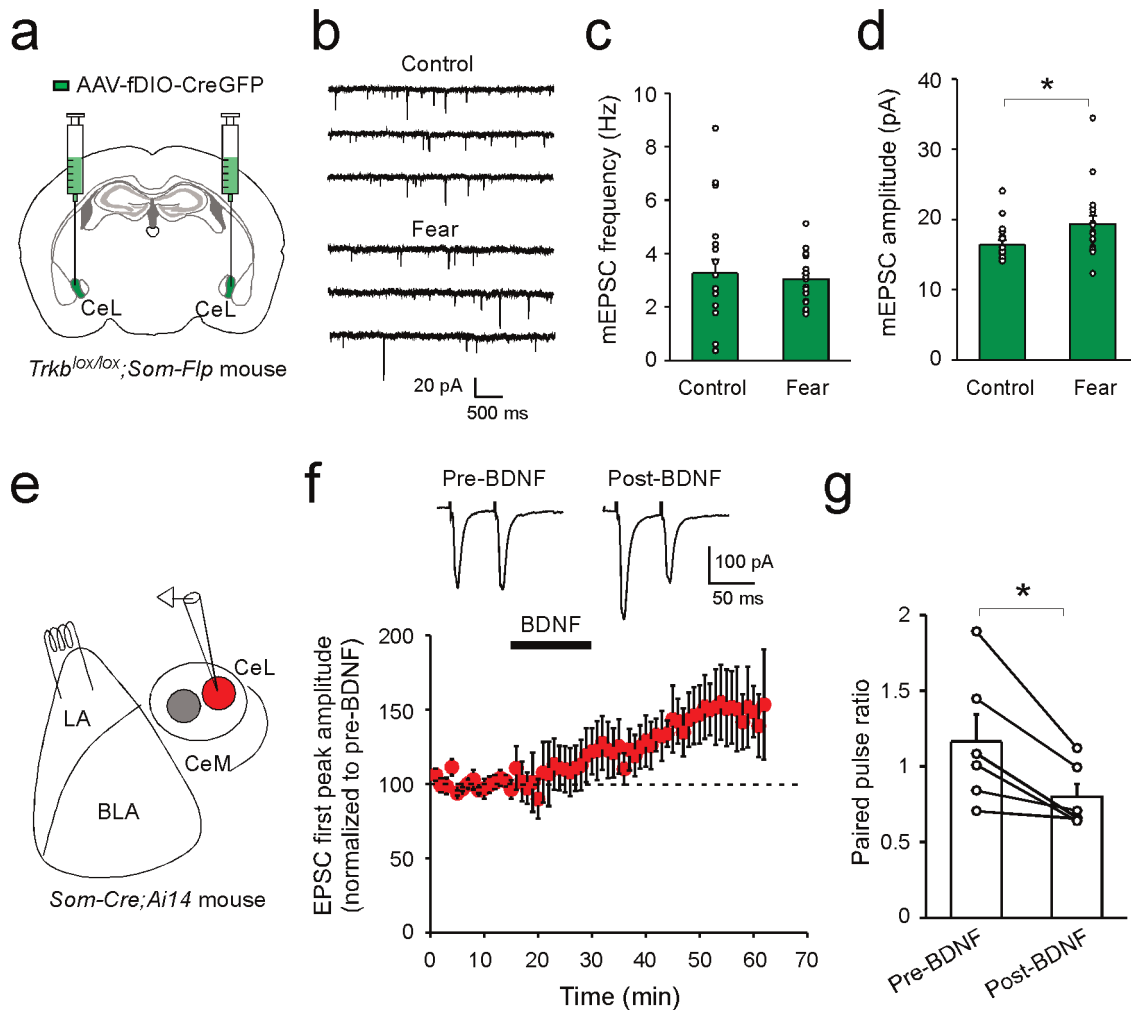 a
AAV-fDIO-CreGFP
CeL
CeL
Trkb^lox/lox;Som-Flp mouse
b
Control
Fear
20 pA
500 ms
c
mEPSC frequency (Hz)
10
8
6
4
2
0
Control
Fear
d
mEPSC amplitude (pA)
40
30
20
10
0
*
Control
Fear
e
LA
CeL
CeM
BLA
Som-Cre;Ai14 mouse
f
Pre-BDNF
Post-BDNF
100 pA
50 ms
BDNF
EPSC first peak amplitude
(normalized to pre-BDNF)
200
150
100
50
0
0 10 20 30 40 50 60 70
Time (min)
g
*
Paired pulse ratio
2
1.5
1
0.5
0
Pre-BDNF
Post-BDNF